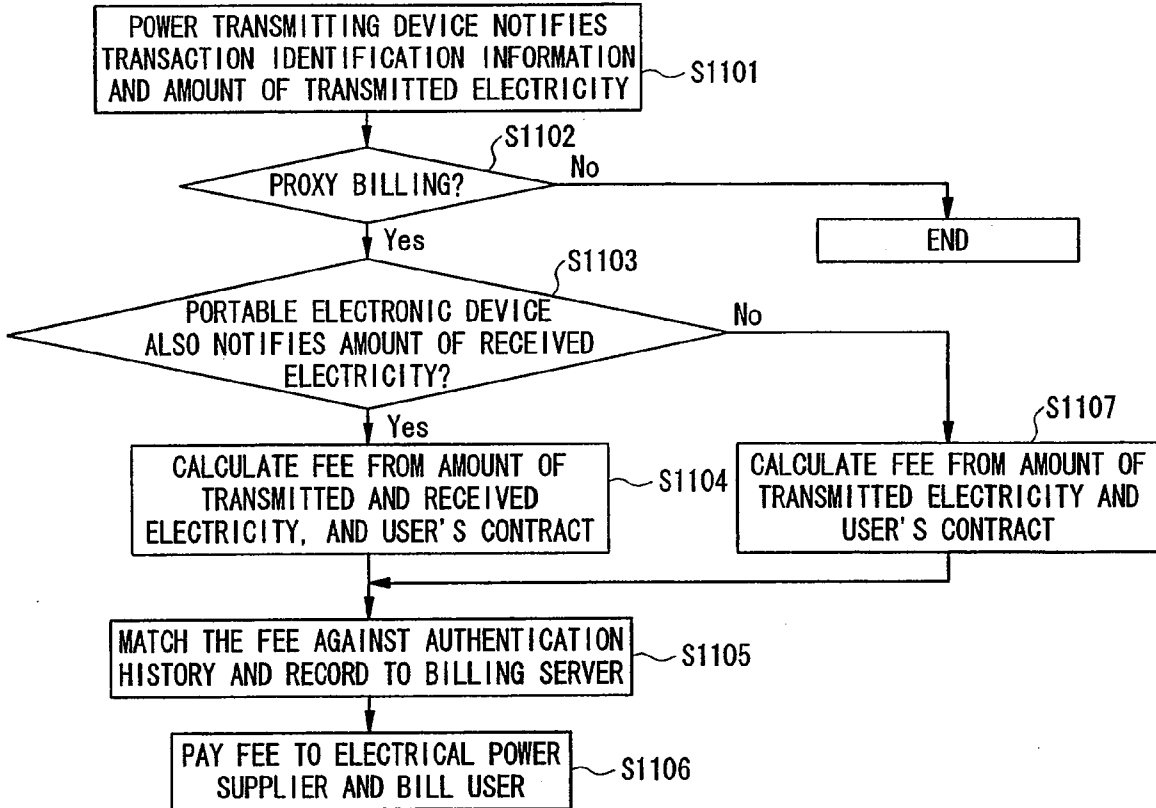 POWER TRANSMITTING DEVICE NOTIFIES
TRANSACTION IDENTIFICATION INFORMATION
AND AMOUNT OF TRANSMITTED ELECTRICITY
S1101
S1102
PROXY BILLING?
No
END
Yes
S1103
PORTABLE ELECTRONIC DEVICE
ALSO NOTIFIES AMOUNT OF RECEIVED
ELECTRICITY?
No
Yes
CALCULATE FEE FROM AMOUNT OF
TRANSMITTED AND RECEIVED
ELECTRICITY, AND USER'S CONTRACT
S1104
S1107
CALCULATE FEE FROM AMOUNT OF
TRANSMITTED ELECTRICITY AND
USER'S CONTRACT
MATCH THE FEE AGAINST AUTHENTICATION
HISTORY AND RECORD TO BILLING SERVER
S1105
PAY FEE TO ELECTRICAL POWER
SUPPLIER AND BILL USER
S1106